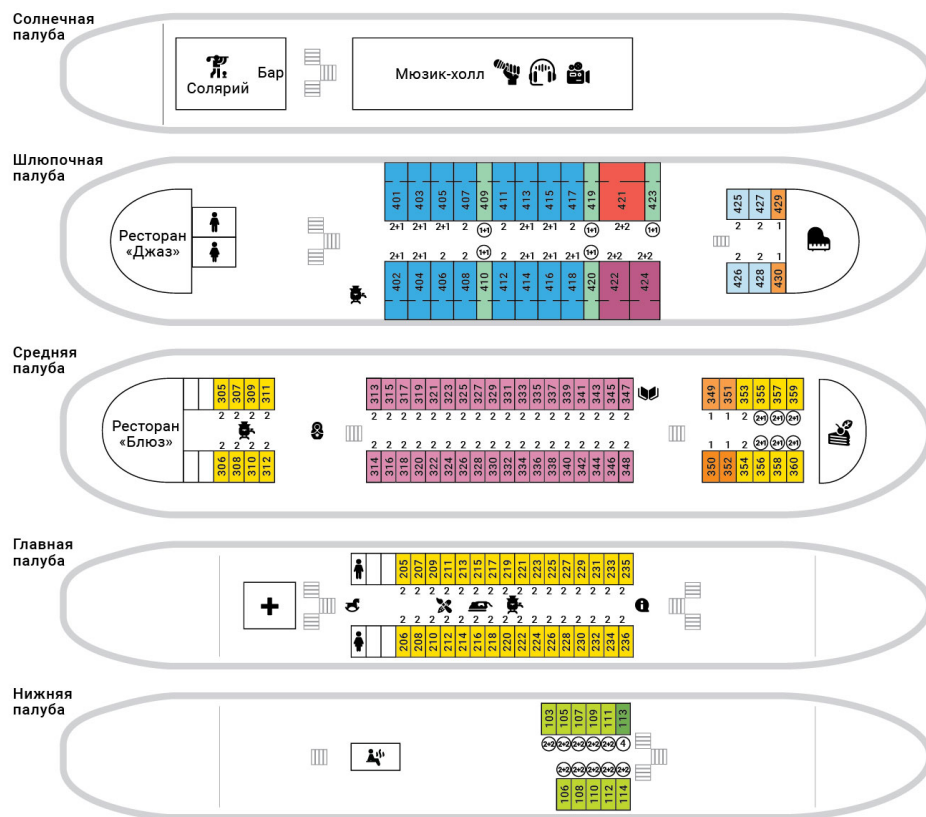 Солнечная
палуба
Бар
Солярий
Мюзик-холл
Шлюпочная
палуба
401 403 405 407 409 411 413 415 417 419 421 423
2+1 2+1 2+1 2 1+1 2 2+1 2 2+1 1+1 2+2 1+1
425 427 429
2 2 1
Ресторан
«Джаз»
2+1 2+1 2 2 1+1 2 2+1 2 2+1 1+1 2+2 2+2
402 404 406 408 410 412 414 416 418 420 422 424
2 2 1
426 428 430
Средняя
палуба
305 307 309 311
2 2 2 2
313 315 317 319 321 323 325 327 329 331 333 335 337 339 341 343 345 347
2 2 2 2 2 2 2 2 2 2 2 2 2 2 2 2 2 2
349 351 353 355 357 359
1 1 2 2+1 2+1 2+1
Ресторан
«Блюз»
2 2 2 2
306 308 310 312
2 2 2 2 2 2 2 2 2 2 2 2 2 2 2 2 2 2
314 316 318 320 322 324 326 328 330 332 334 336 338 340 342 344 346 348
1 1 2 2+1 2+1 2+1
350 352 354 356 358 360
Главная
палуба
205 207 209 211 213 215 217 219 221 223 225 227 229 231 233 235
2 2 2 2 2 2 2 2 2 2 2 2 2 2 2 2
2 2 2 2 2 2 2 2 2 2 2 2 2 2 2 2
206 208 210 212 214 216 218 220 222 224 226 228 230 232 234 236
Нижняя
палуба
103 105 107 109 111 113
2+2 2+2 2+2 2+2 2+2 4
2+2 2+2 2+2 2+2 2+2
106 108 110 112 114